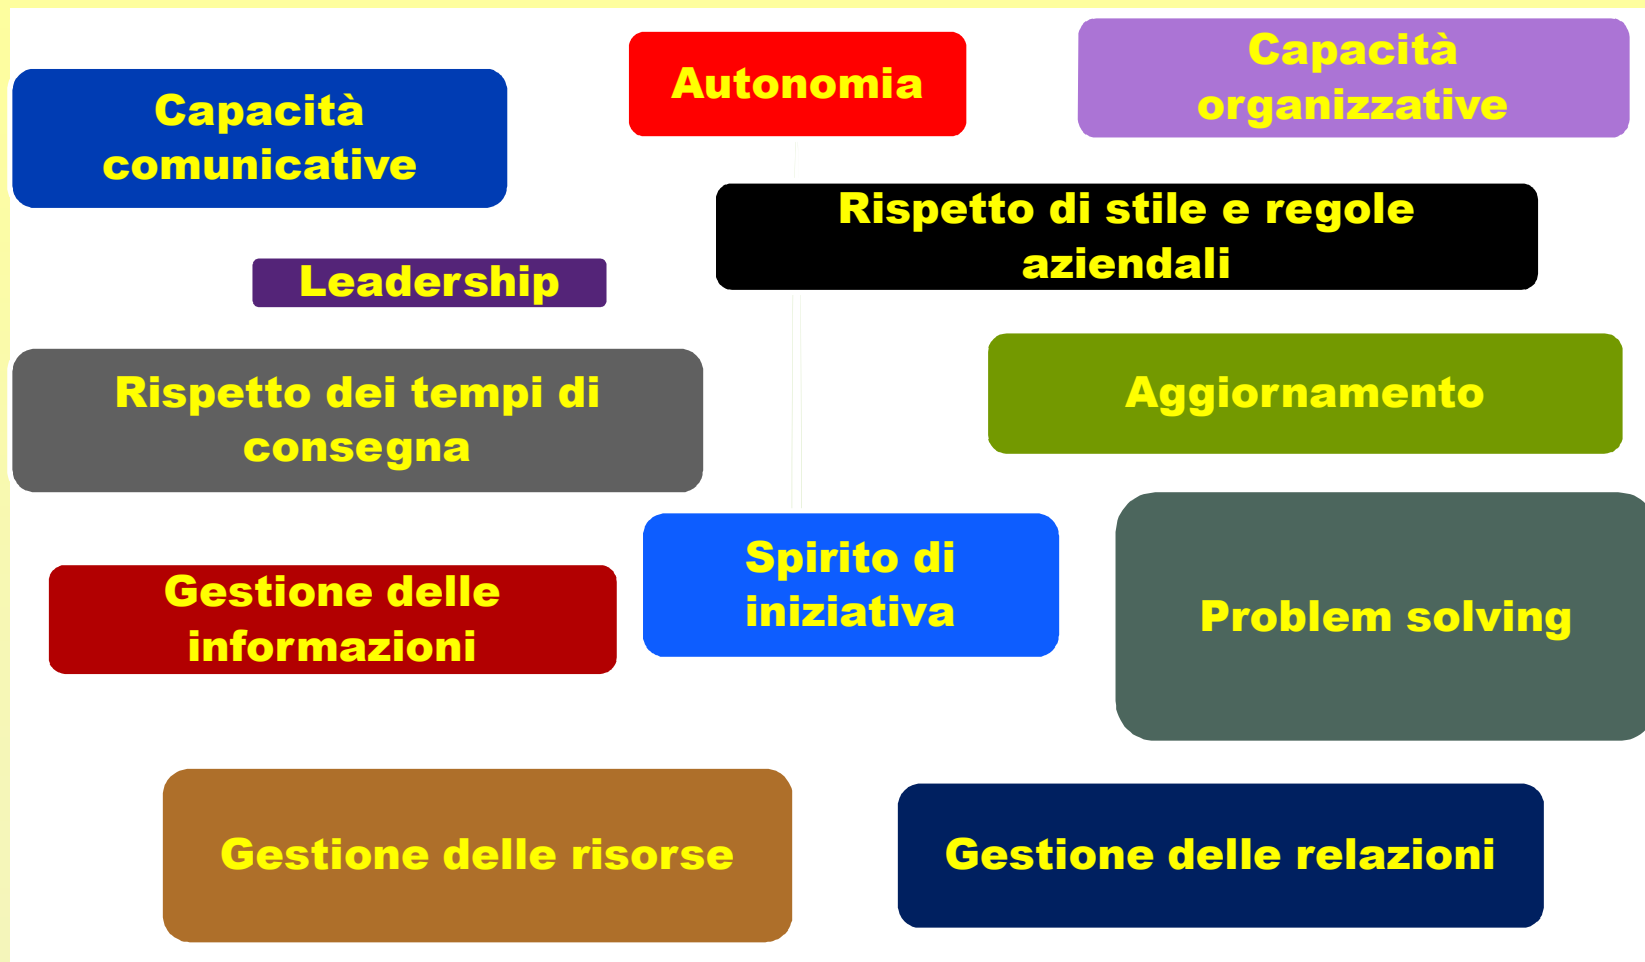 Capacità
comunicative
Autonomia
Capacità
organizzative
Rispetto di stile e regole
aziendali
Leadership
Rispetto dei tempi di
consegna
Aggiornamento
Gestione delle
informazioni
Spirito di
iniziativa
Problem solving
Gestione delle risorse
Gestione delle relazioni